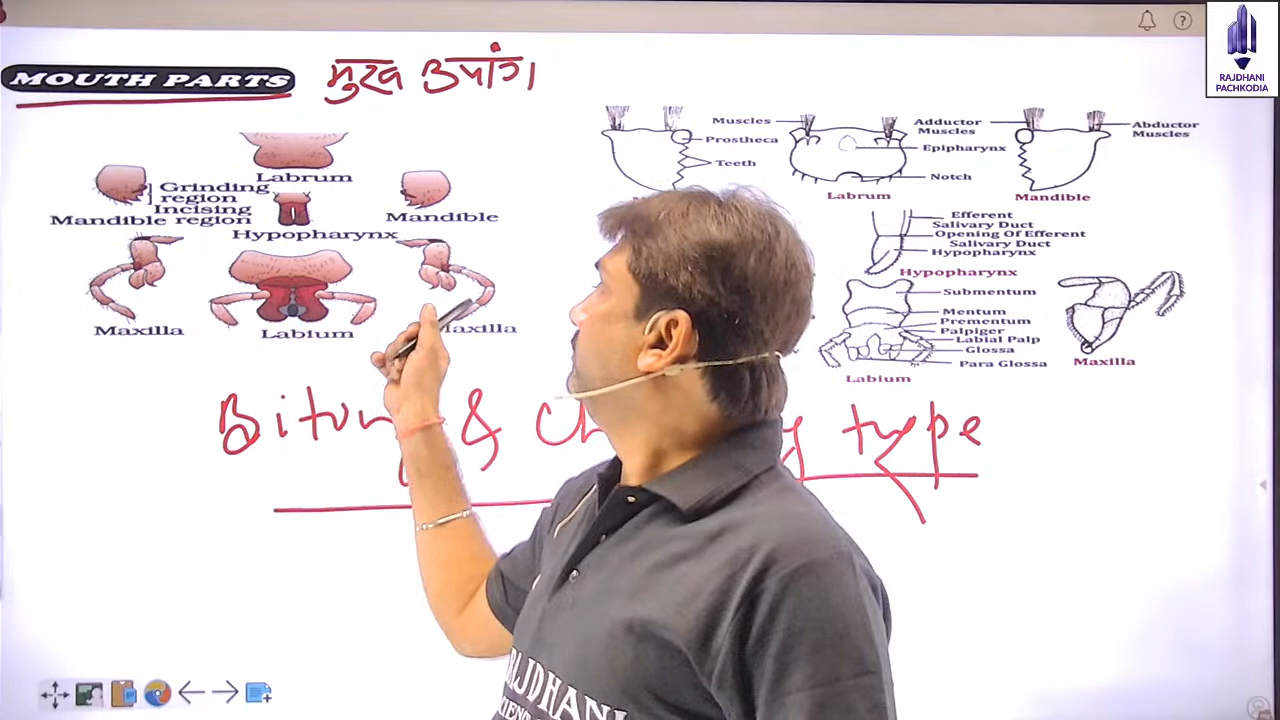 MOUTH PARTS मुख उपांग।
RAJDHANI
PACHKODIA
Labrum
Grinding
region
Incising
region
Mandible
Mandible
Hypopharynx
Maxilla
Labium
Muscles
Prostheca
Teeth
Adductor
Muscles
Epipharynx
Notch
Labrum
Abductor
Muscles
Mandible
Efferent
Salivary Duct
Opening Of Efferent
Salivary Duct
Hypopharynx
Hypopharynx
Submentum
Mentum
Prementum
Palpiger
Labial Palp
Glossa
Para Glossa
Labium
Maxilla
& type
RAJDHANI